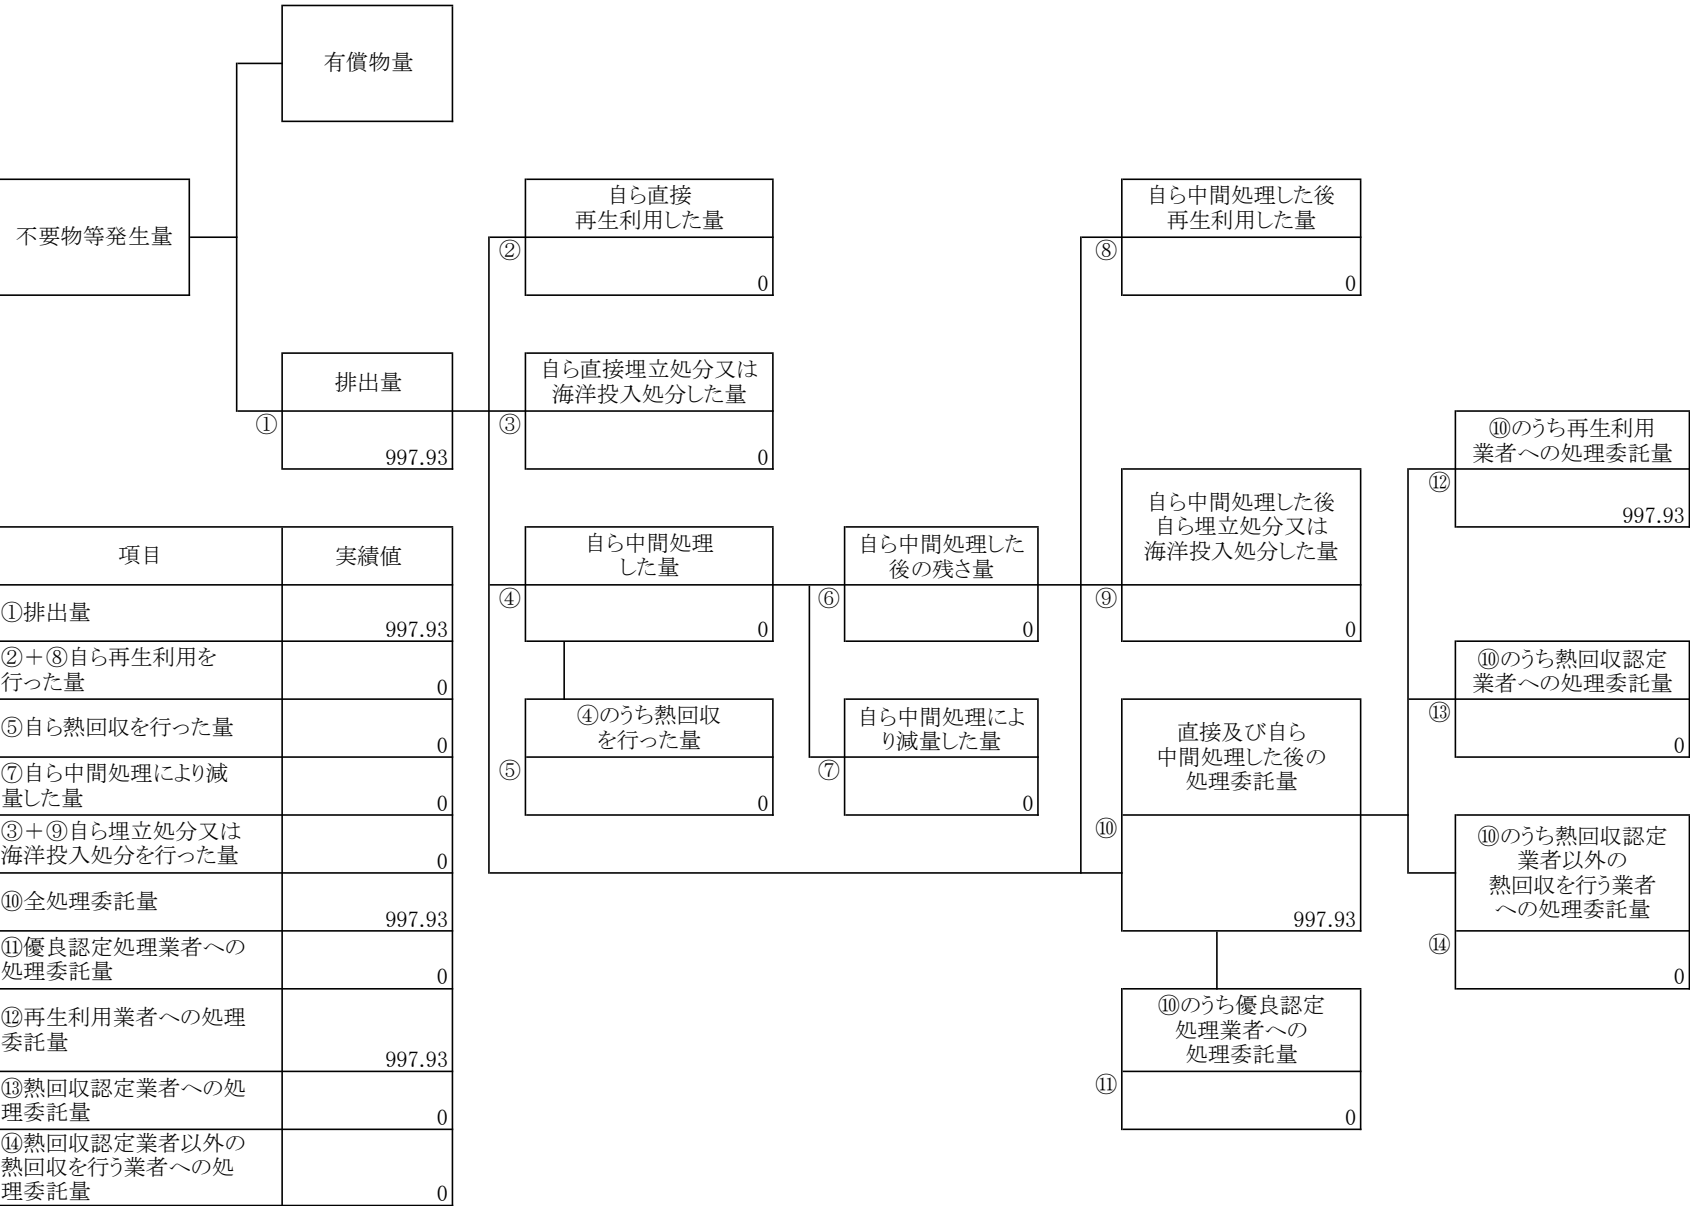 有償物量
不要物等発生量
自ら直接
再生利用した量
②
0
自ら中間処理した後
再生利用した量
⑧
0
排出量
①
997.93
自ら直接埋立処分又は
海洋投入処分した量
③
0
⑩のうち再生利用
業者への処理委託量
⑫
997.93
自ら中間処理
した量
④
0
自ら中間処理した
後の残さ量
⑥
0
自ら中間処理した後
自ら埋立処分又は
海洋投入処分した量
⑨
0
⑩のうち熱回収認定
業者への処理委託量
⑬
0
④のうち熱回収
を行った量
⑤
0
自ら中間処理によ
り減量した量
⑦
0
直接及び自ら
中間処理した後の
処理委託量
⑩
997.93
⑩のうち熱回収認定
業者以外の
熱回収を行う業者
への処理委託量
⑭
0
⑩のうち優良認定
処理業者への
処理委託量
⑪
0
項目
実績値
①排出量
997.93
②＋⑧自ら再生利用を
行った量
0
⑤自ら熱回収を行った量
0
⑦自ら中間処理により減
量した量
0
③＋⑨自ら埋立処分又は
海洋投入処分を行った量
0
⑩全処理委託量
997.93
⑪優良認定処理業者への
処理委託量
0
⑫再生利用業者への処理
委託量
997.93
⑬熱回収認定業者への処
理委託量
0
⑭熱回収認定業者以外の
熱回収を行う業者への処
理委託量
0